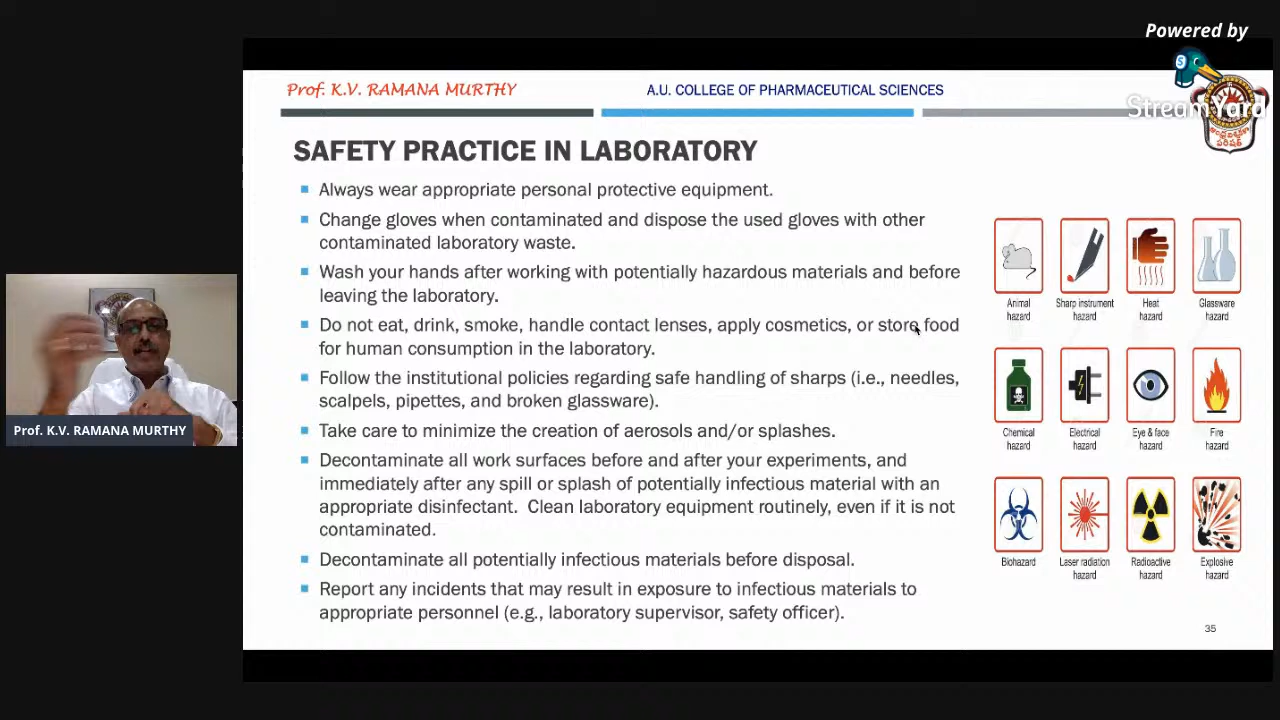 Powered by
StreamYard
Prof. K.V. RAMANA MURTHY
A.U. COLLEGE OF PHARMACEUTICAL SCIENCES
SAFETY PRACTICE IN LABORATORY
Always wear appropriate personal protective equipment.
Change gloves when contaminated and dispose the used gloves with other
contaminated laboratory waste.
Wash your hands after working with potentially hazardous materials and before
leaving the laboratory.
Do not eat, drink, smoke, handle contact lenses, apply cosmetics, or store food
for human consumption in the laboratory.
Follow the institutional policies regarding safe handling of sharps (i.e., needles,
scalpels, pipettes, and broken glassware).
Take care to minimize the creation of aerosols and/or splashes.
Decontaminate all work surfaces before and after your experiments, and
immediately after any spill or splash of potentially infectious material with an
appropriate disinfectant. Clean laboratory equipment routinely, even if it is not
contaminated.
Decontaminate all potentially infectious materials before disposal.
Report any incidents that may result in exposure to infectious materials to
appropriate personnel (e.g., laboratory supervisor, safety officer).
Animal
hazard
Sharp instrument
hazard
Heat
hazard
Glassware
hazard
Chemical
hazard
Electrical
hazard
Eye & face
hazard
Fire
hazard
Biohazard
Laser radiation
hazard
Radioactive
hazard
Explosive
hazard
35
Prof. K.V. RAMANA MURTHY